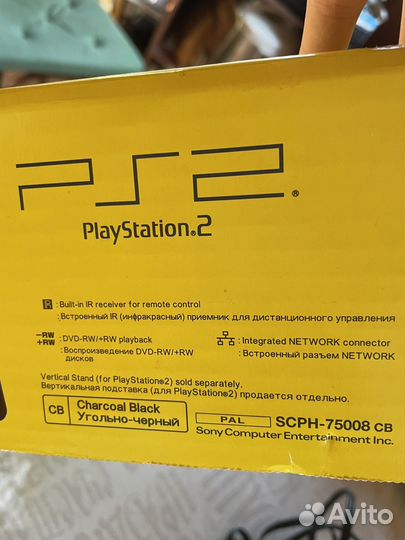 PS2®
PlayStation®2
IR : Built-in IR receiver for remote control
: Встроенный IR (инфракрасный) приемник для дистанционного управления
–RW +RW : DVD-RW/+RW playback
: Воспроизведение DVD-RW/+RW дисков
: Integrated NETWORK connector
: Встроенный разъем NETWORK
Vertical Stand (for PlayStation®2) sold separately.
Вертикальная подставка (для PlayStation®2) продается отдельно.
CB Charcoal Black
Угольно-черный
PAL SCPH-75008 CB
Sony Computer Entertainment Inc.
Avito